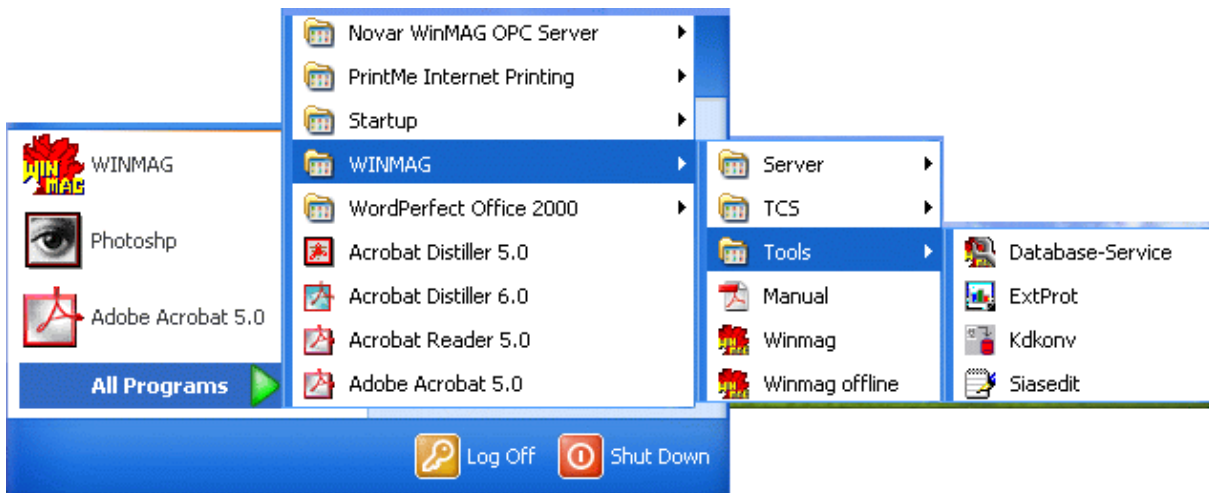 WINMAG
Photoshp
Adobe Acrobat 5.0
All Programs
Novar WinMAG OPC Server
PrintMe Internet Printing
Startup
WINMAG
WordPerfect Office 2000
Acrobat Distiller 5.0
Acrobat Distiller 6.0
Acrobat Reader 5.0
Adobe Acrobat 5.0
Server
TCS
Tools
Manual
Winmag
Winmag offline
Database-Service
ExtProt
Kdkonv
Siasedit
Log Off
Shut Down